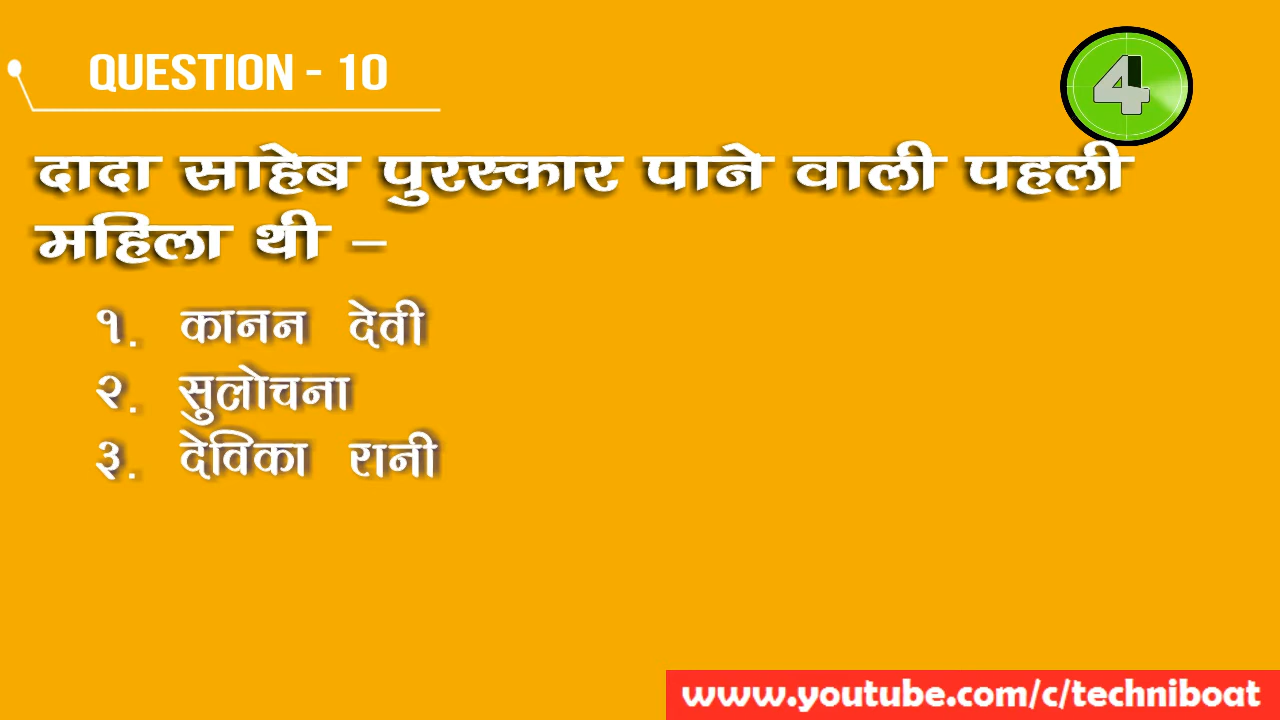 QUESTION - 10
4
दादा साहेब पुरस्कार पाने वाली पहली
महिला थी –
१. कानन देवी
२. सुलोचना
३. देविका रानी
www.youtube.com/c/techniboat